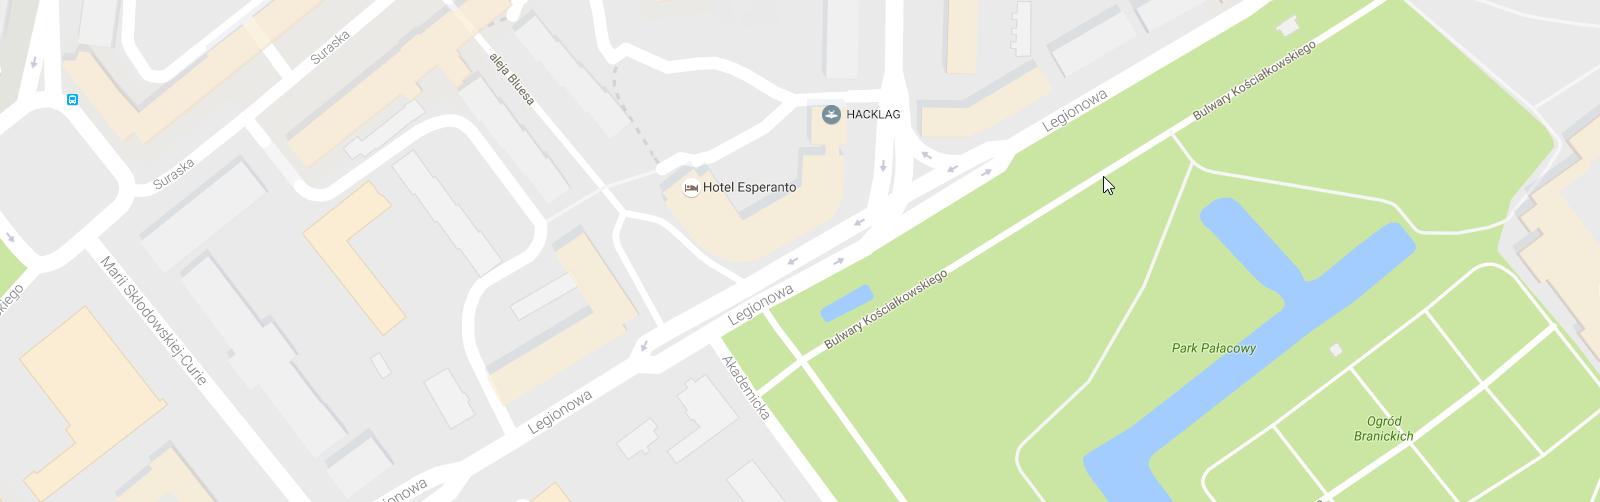 Suraska
aleja Bluesa
Legionowa
Bulwary Kościałkowskiego
HACKLAG
Suraska
Hotel Esperanto
Marii Skłodowskiej-Curie
Legionowa
Bulwary Kościałkowskiego
Park Pałacowy
Akademicka
Legionowa
Ogród
Branickich